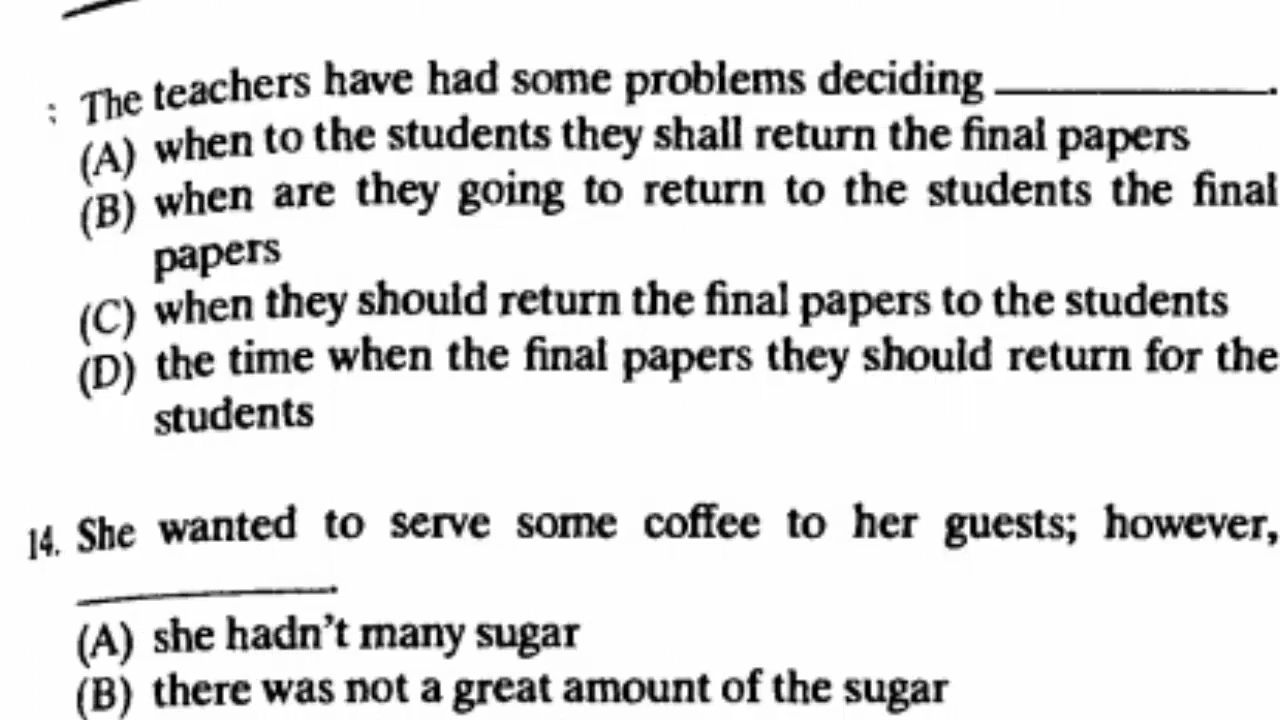 : The teachers have had some problems deciding ____________.
(A) when to the students they shall return the final papers
(B) when are they going to return to the students the final
papers
(C) when they should return the final papers to the students
(D) the time when the final papers they should return for the
students
14. She wanted to serve some coffee to her guests; however,
____________.
(A) she hadn't many sugar
(B) there was not a great amount of the sugar